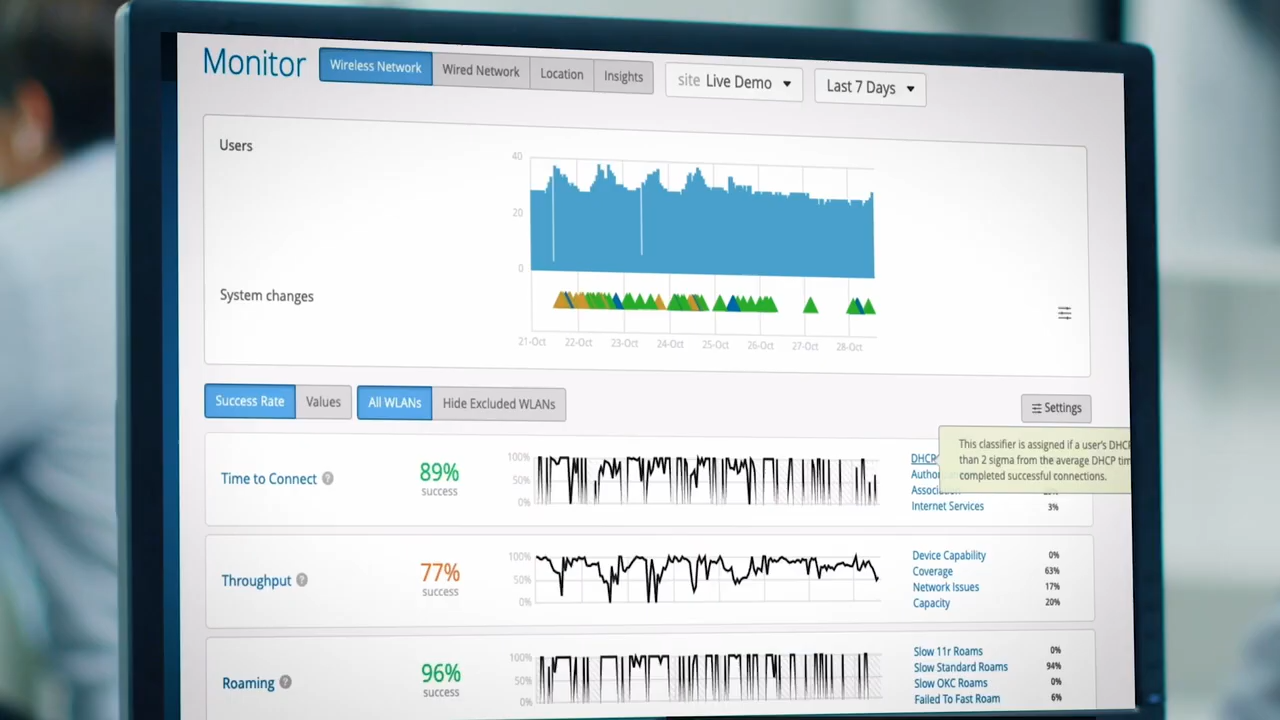 Monitor
Wireless Network
Wired Network
Location
Insights
site Live Demo
Last 7 Days
Users
40
20
0
System changes
21-Oct 22-Oct 23-Oct 24-Oct 25-Oct 26-Oct 27-Oct 28-Oct
Success Rate
Values
All WLANs
Hide Excluded WLANs
Settings
This classifier is assigned if a user's DHCP
than 2 sigma from the average DHCP
completed successful connections.
Time to Connect ?
89%
success
100%
50%
0%
DHCP
Internet Services 3%
Throughput ?
77%
success
100%
50%
0%
Device Capability 0%
Coverage 63%
Network Issues 17%
Capacity 20%
Roaming ?
96%
success
100%
50%
0%
Slow 11r Roams 0%
Slow Standard Roams 94%
Slow OKC Roams 0%
Failed To Fast Roam 6%